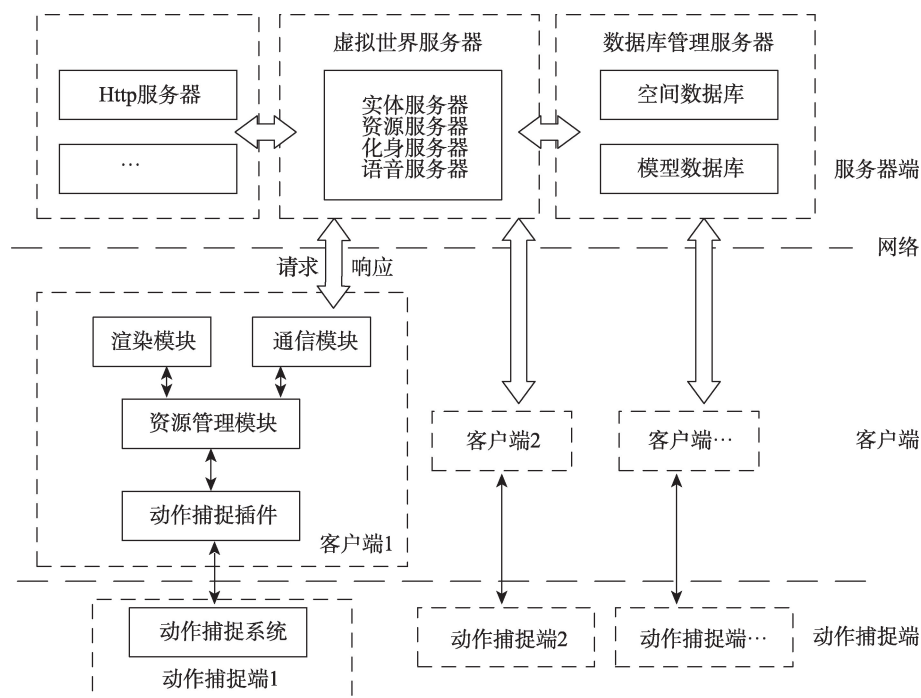 虚拟世界服务器
数据库管理服务器
Http服务器
…
实体服务器
资源服务器
化身服务器
语音服务器
空间数据库
模型数据库
服务器端
网络
请求
响应
渲染模块
通信模块
资源管理模块
动作捕捉插件
客户端1
客户端2
客户端…
客户端
动作捕捉系统
动作捕捉端1
动作捕捉端2
动作捕捉端…
动作捕捉端